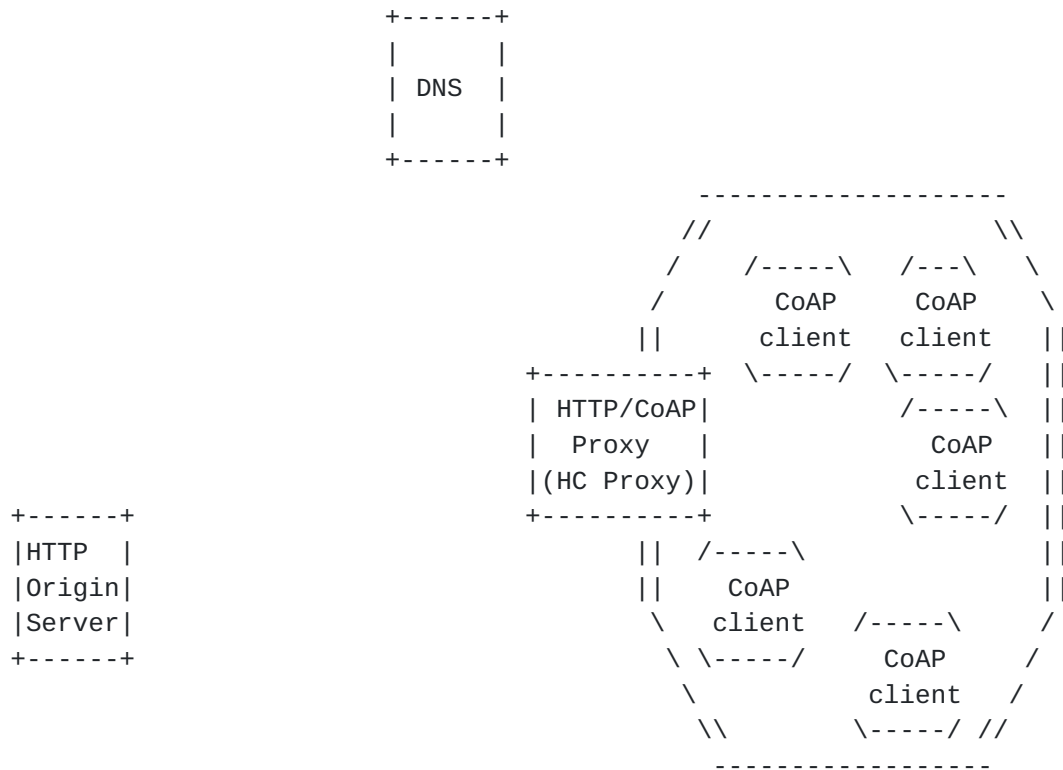 DNS
CoAP CoAP
client client
HTTP/CoAP
Proxy
(HC Proxy)
CoAP
client
HTTP
Origin
Server
CoAP
client
CoAP
client